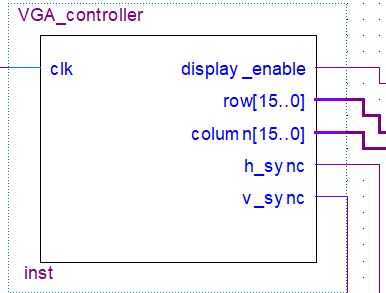 VGA_controller
clk
display_enable
row[15..0]
column[15..0]
h_sync
v_sync
inst